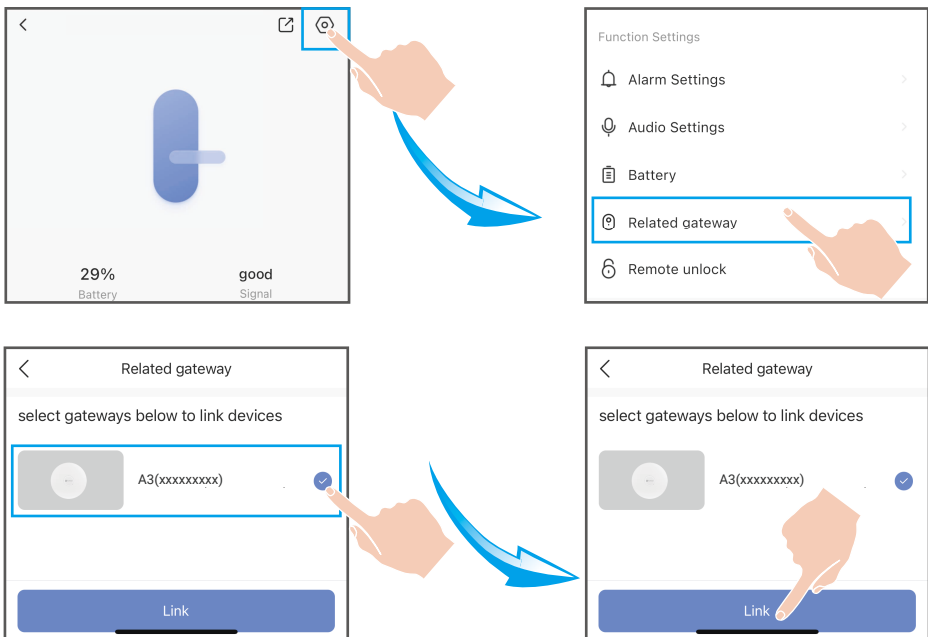 29%
good
Battery
Signal
Function Settings
Alarm Settings
Audio Settings
Battery
Related gateway
Remote unlock
Related gateway
select gateways below to link devices
A3(xxxxxxxxx)
Link
Related gateway
select gateways below to link devices
A3(xxxxxxxxx)
Link